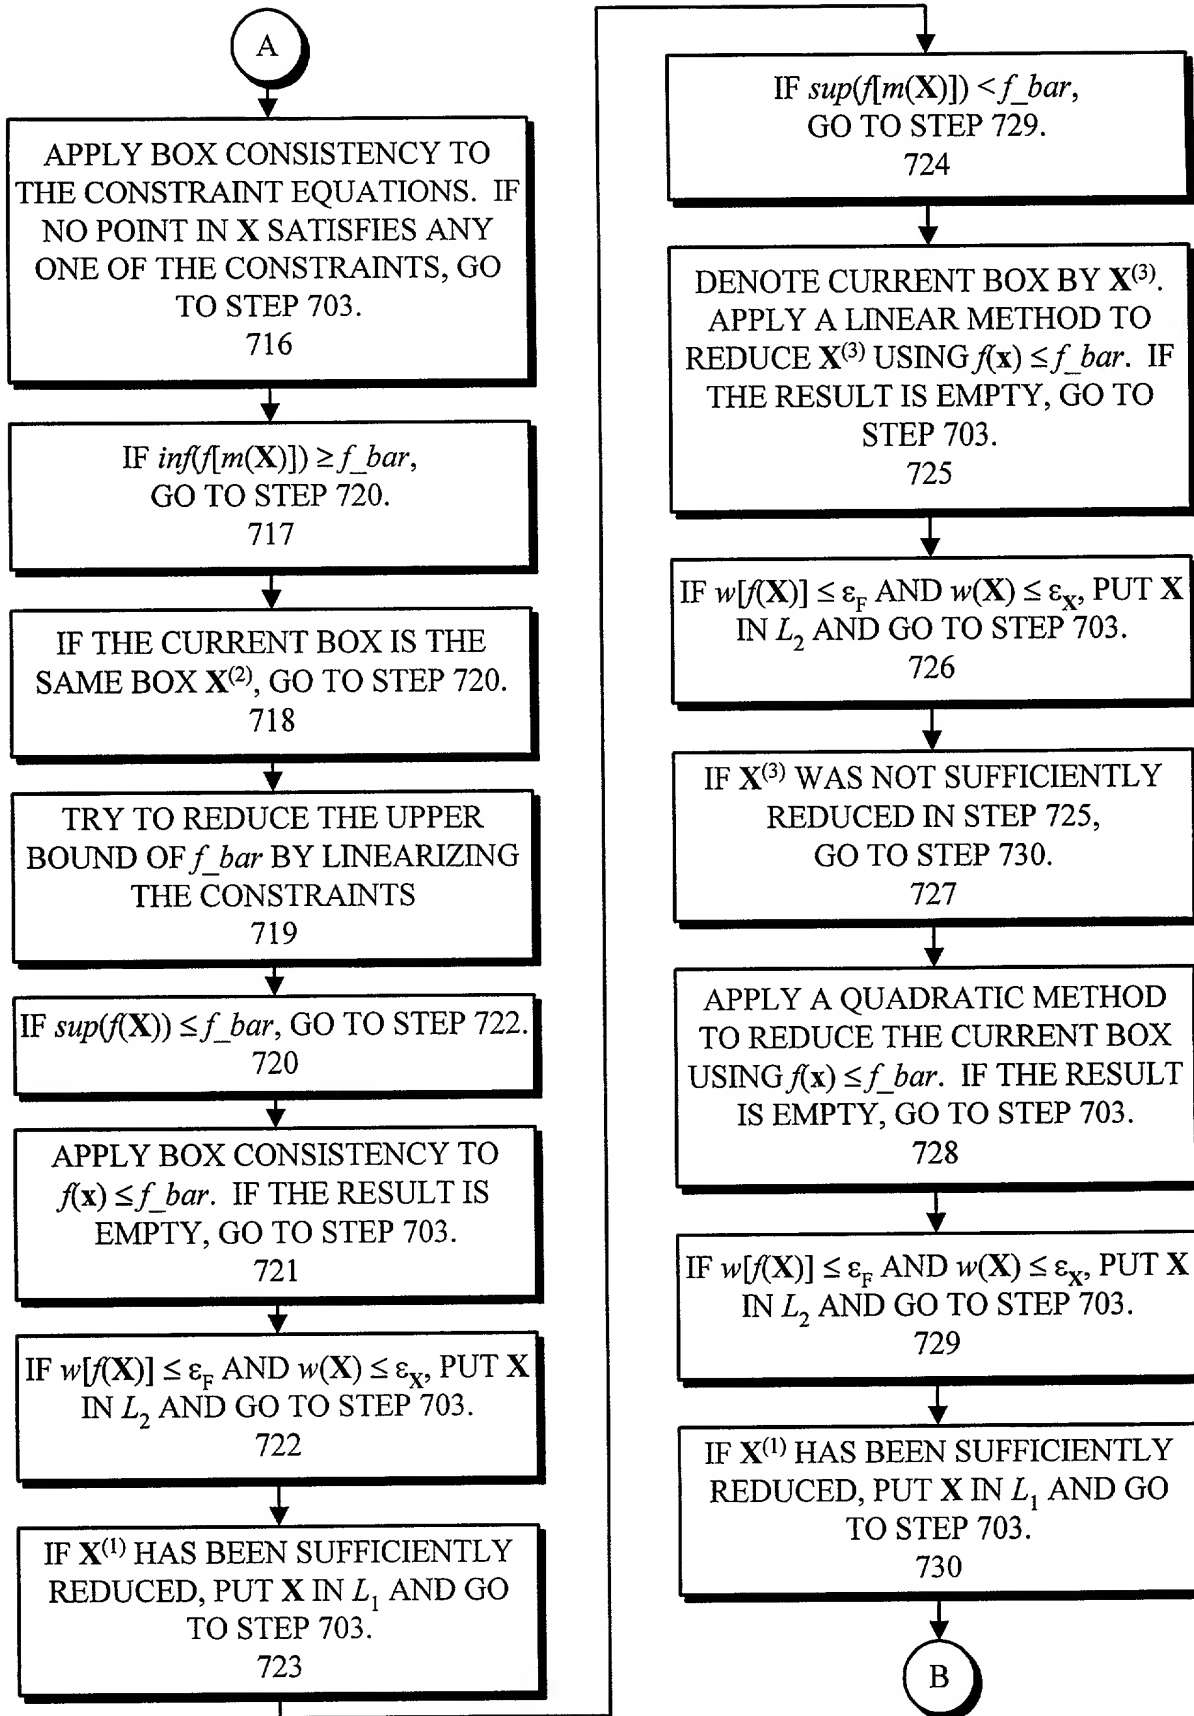 A
APPLY BOX CONSISTENCY TO
THE CONSTRAINT EQUATIONS. IF
NO POINT IN X SATISFIES ANY
ONE OF THE CONSTRAINTS, GO
TO STEP 703.
716
IF inf(f[m(X)]) ≥ f_bar,
GO TO STEP 720.
717
IF THE CURRENT BOX IS THE
SAME BOX X⁽²⁾, GO TO STEP 720.
718
TRY TO REDUCE THE UPPER
BOUND OF f_bar BY LINEARIZING
THE CONSTRAINTS
719
IF sup(f(X)) ≤ f_bar, GO TO STEP 722.
720
APPLY BOX CONSISTENCY TO
f(x) ≤ f_bar. IF THE RESULT IS
EMPTY, GO TO STEP 703.
721
IF w[f(X)] ≤ ε_F AND w(X) ≤ ε_X, PUT X
IN L₂ AND GO TO STEP 703.
722
IF X⁽¹⁾ HAS BEEN SUFFICIENTLY
REDUCED, PUT X IN L₁ AND GO
TO STEP 703.
723
IF sup(f[m(X)]) < f_bar,
GO TO STEP 729.
724
DENOTE CURRENT BOX BY X⁽³⁾.
APPLY A LINEAR METHOD TO
REDUCE X⁽³⁾ USING f(x) ≤ f_bar. IF
THE RESULT IS EMPTY, GO TO
STEP 703.
725
IF w[f(X)] ≤ ε_F AND w(X) ≤ ε_X, PUT X
IN L₂ AND GO TO STEP 703.
726
IF X⁽³⁾ WAS NOT SUFFICIENTLY
REDUCED IN STEP 725,
GO TO STEP 730.
727
APPLY A QUADRATIC METHOD
TO REDUCE THE CURRENT BOX
USING f(x) ≤ f_bar. IF THE RESULT
IS EMPTY, GO TO STEP 703.
728
IF w[f(X)] ≤ ε_F AND w(X) ≤ ε_X, PUT X
IN L₂ AND GO TO STEP 703.
729
IF X⁽¹⁾ HAS BEEN SUFFICIENTLY
REDUCED, PUT X IN L₁ AND GO
TO STEP 703.
730
B